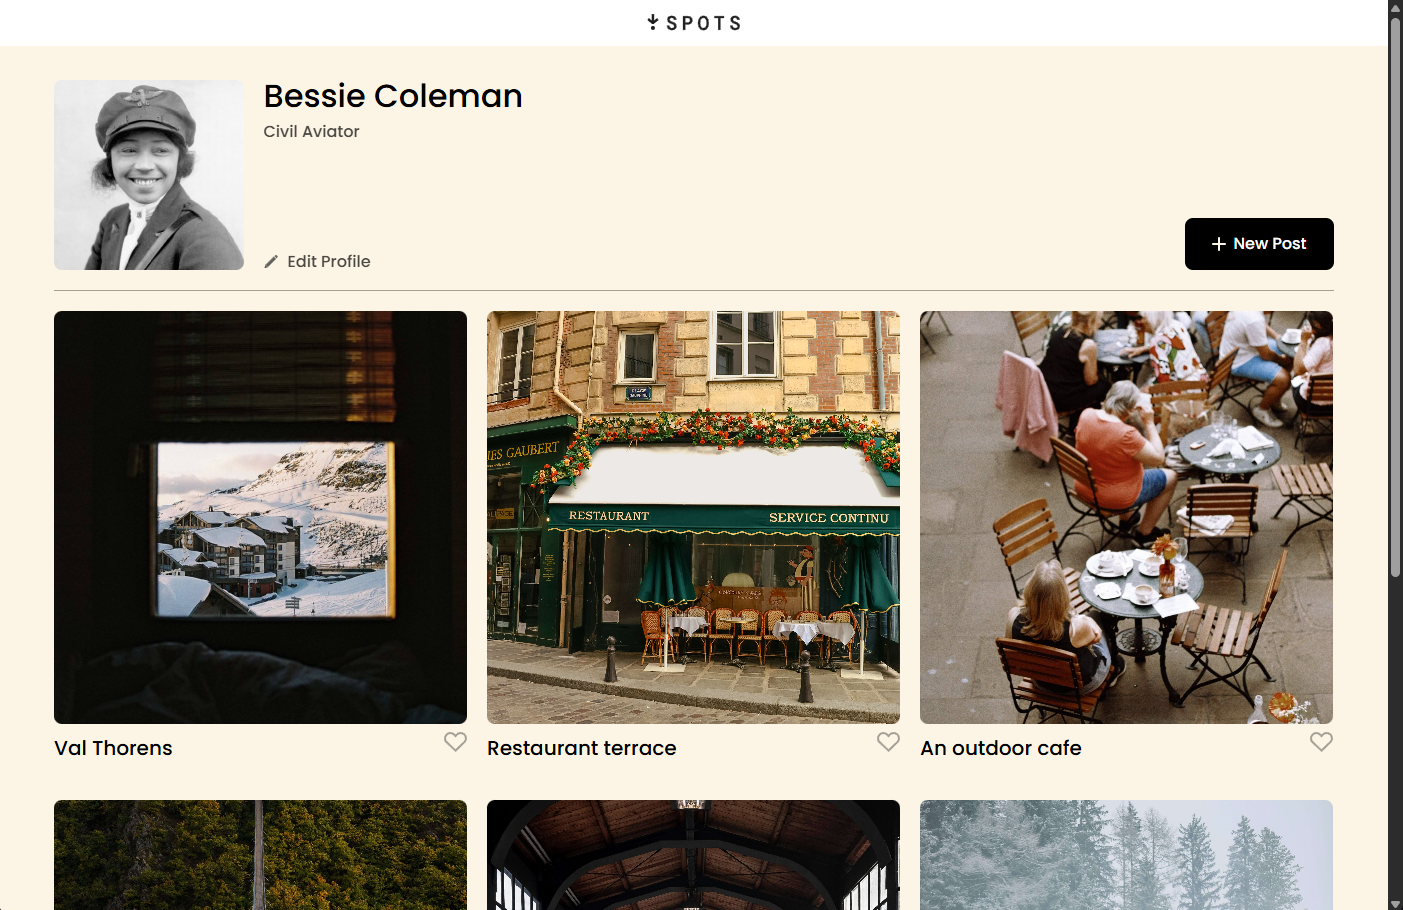 SPOTS
Bessie Coleman
Civil Aviator
Edit Profile
New Post
IES GAUBERT
RESTAURANT
SERVICE CONTINU
Val Thorens
Restaurant terrace
An outdoor cafe